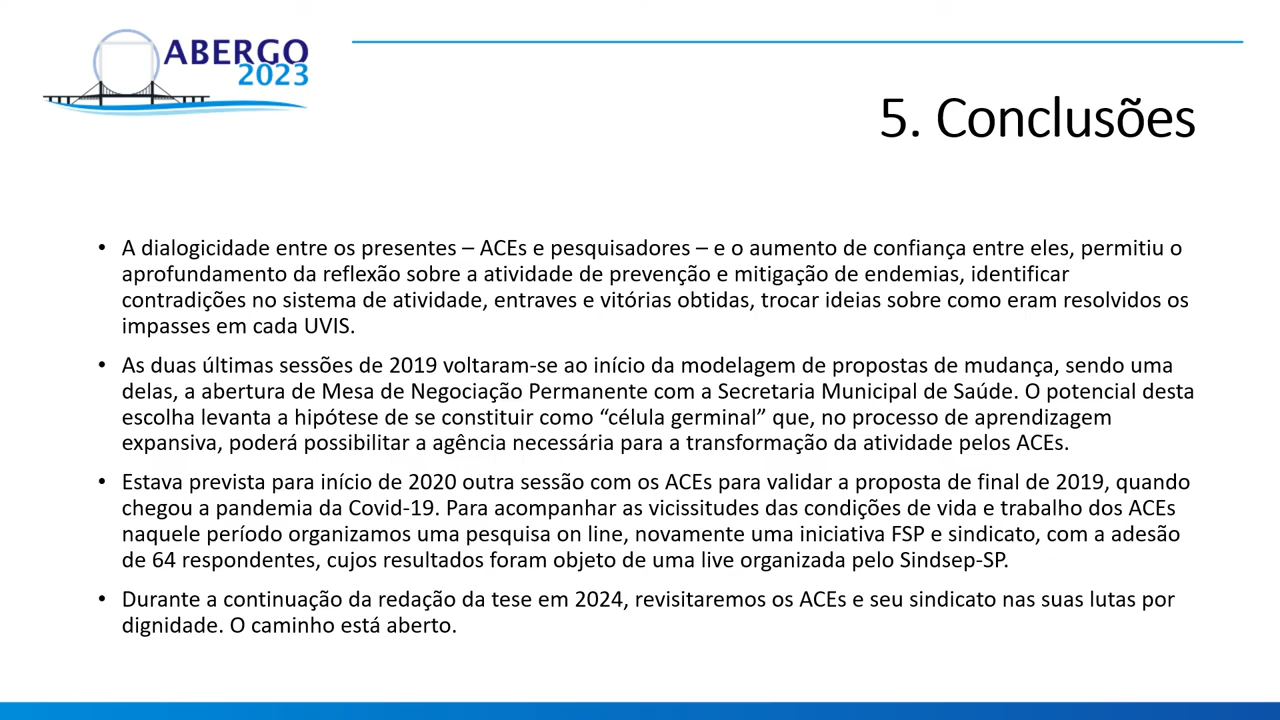 ABERGO
2023
5. Conclusões
• A dialogicidade entre os presentes – ACEs e pesquisadores – e o aumento de confiança entre eles, permitiu o
aprofundamento da reflexão sobre a atividade de prevenção e mitigação de endemias, identificar
contradições no sistema de atividade, entraves e vitórias obtidas, trocar ideias sobre como eram resolvidos os
impasses em cada UVIS.
• As duas últimas sessões de 2019 voltaram-se ao início da modelagem de propostas de mudança, sendo uma
delas, a abertura de Mesa de Negociação Permanente com a Secretaria Municipal de Saúde. O potencial desta
escolha levanta a hipótese de se constituir como “célula germinal” que, no processo de aprendizagem
expansiva, poderá possibilitar a agência necessária para a transformação da atividade pelos ACEs.
• Estava prevista para início de 2020 outra sessão com os ACEs para validar a proposta de final de 2019, quando
chegou a pandemia da Covid-19. Para acompanhar as vicissitudes das condições de vida e trabalho dos ACEs
naquele período organizamos uma pesquisa on line, novamente uma iniciativa FSP e sindicato, com a adesão
de 64 respondentes, cujos resultados foram objeto de uma live organizada pelo Sindsep-SP.
• Durante a continuação da redação da tese em 2024, revisitaremos os ACEs e seu sindicato nas suas lutas por
dignidade. O caminho está aberto.